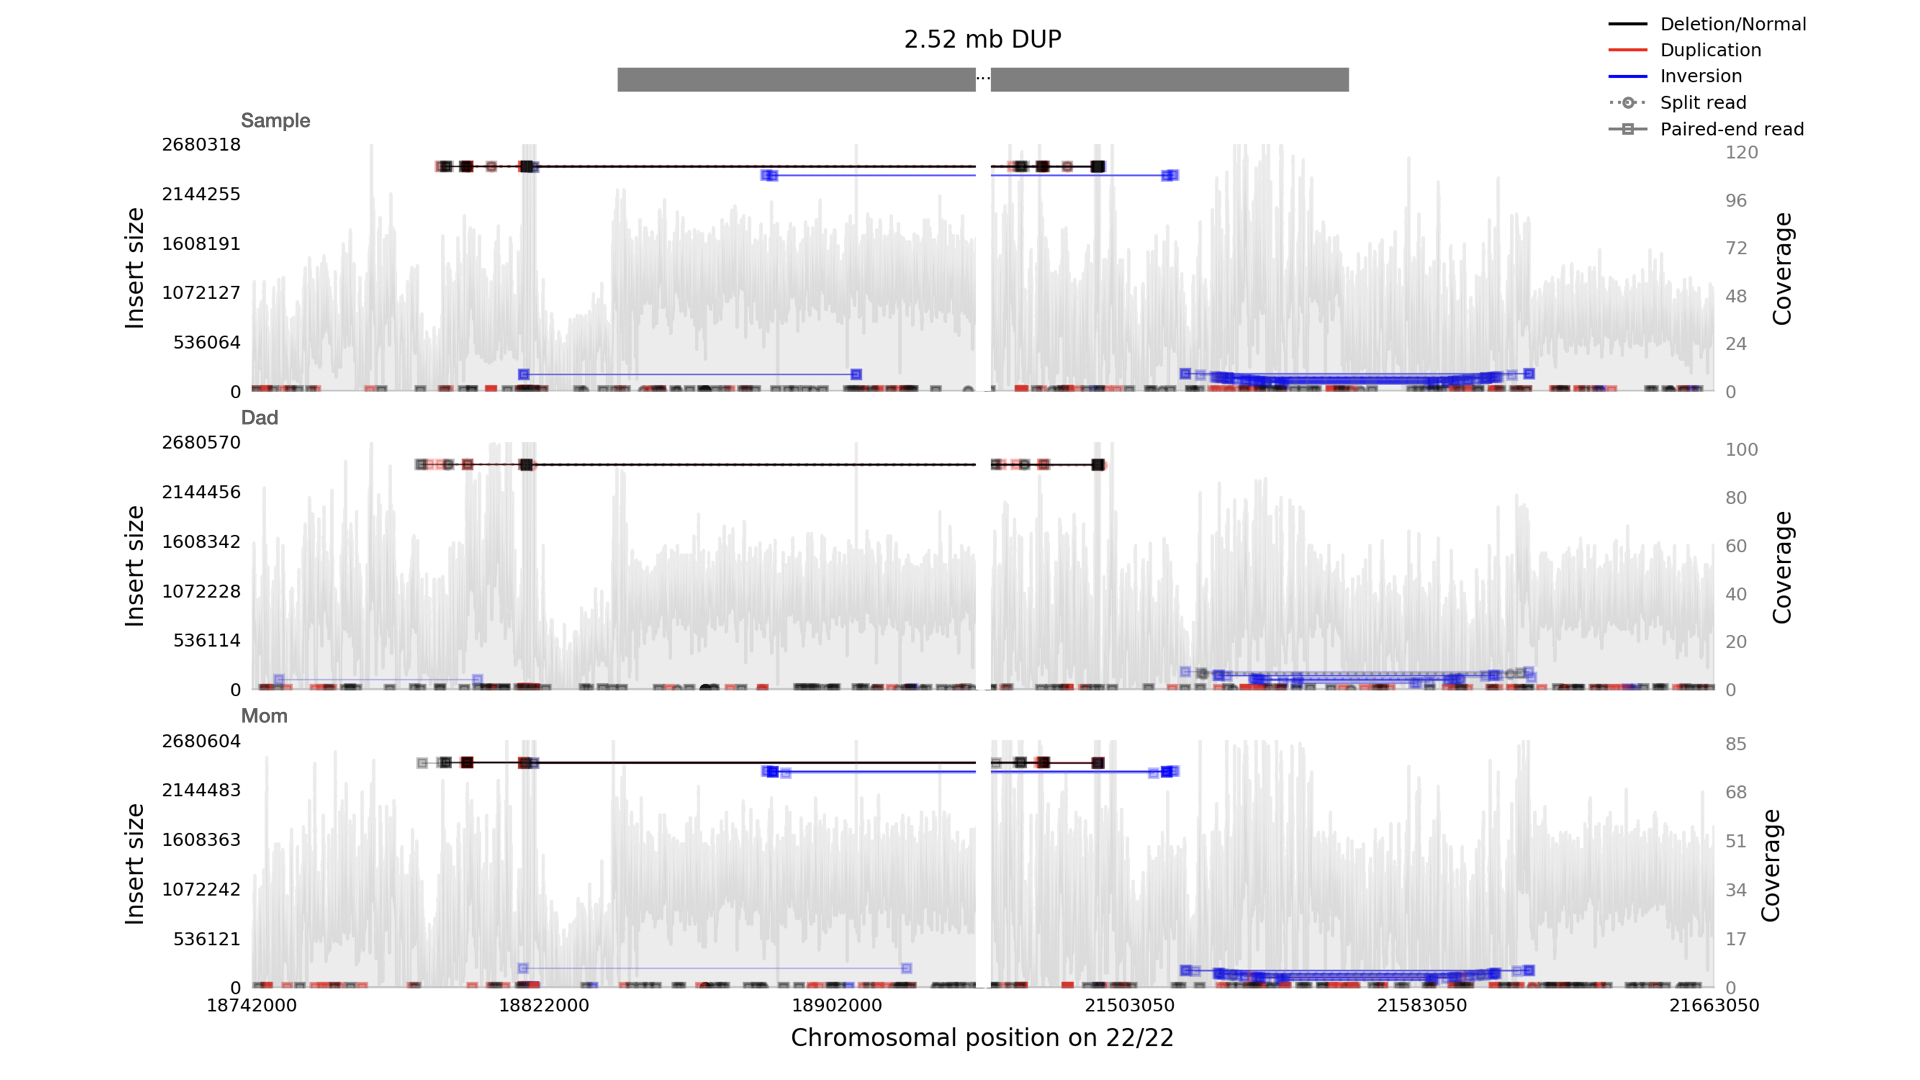 2.52 mb DUP
Deletion/Normal
Duplication
Inversion
Split read
Paired-end read
Sample
2680318
2144255
1608191
1072127
536064
0
Insert size
120
96
72
48
24
0
Coverage
Dad
2680570
2144456
1608342
1072228
536114
0
Insert size
100
80
60
40
20
0
Coverage
Mom
2680604
2144483
1608363
1072242
536121
0
Insert size
85
68
51
34
17
0
Coverage
18742000 18822000 18902000 21503050 21583050 21663050
Chromosomal position on 22/22